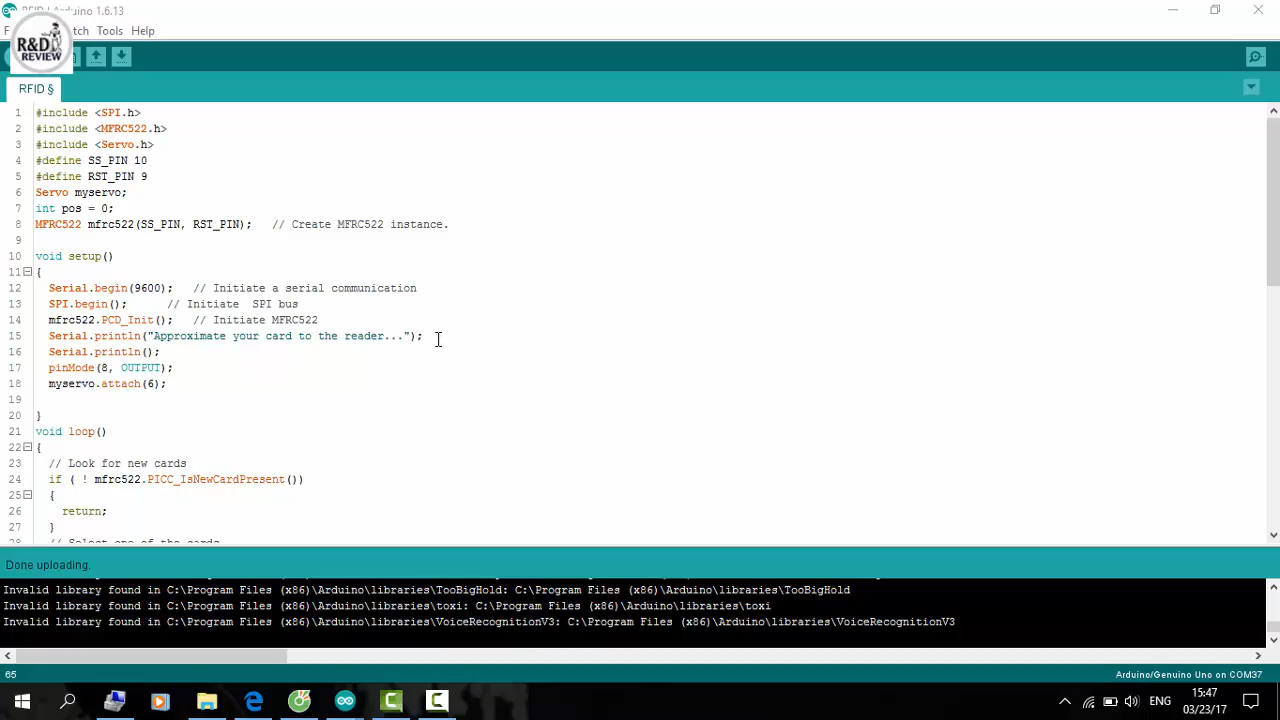 RFID | Arduino 1.6.13
R&D
REVIEW
Tools Help
RFID §
1 #include <SPI.h>
2 #include <MFRC522.h>
3 #include <Servo.h>
4 #define SS_PIN 10
5 #define RST_PIN 9
6 Servo myservo;
7 int pos = 0;
8 MFRC522 mfrc522(SS_PIN, RST_PIN);   // Create MFRC522 instance.
9
10 void setup()
11 {
12   Serial.begin(9600);   // Initiate a serial communication
13   SPI.begin();      // Initiate  SPI bus
14   mfrc522.PCD_Init();   // Initiate MFRC522
15   Serial.println("Approximate your card to the reader...");
16   Serial.println();
17   pinMode(8, OUTPUT);
18   myservo.attach(6);
19
20 }
21 void loop()
22 {
23   // Look for new cards
24   if ( ! mfrc522.PICC_IsNewCardPresent())
25   {
26     return;
27   }
28   // Select one of the cards
Done uploading.
Invalid library found in C:\Program Files (x86)\Arduino\libraries\TooBigHold: C:\Program Files (x86)\Arduino\libraries\TooBigHold
Invalid library found in C:\Program Files (x86)\Arduino\libraries\toxi: C:\Program Files (x86)\Arduino\libraries\toxi
Invalid library found in C:\Program Files (x86)\Arduino\libraries\VoiceRecognitionV3: C:\Program Files (x86)\Arduino\libraries\VoiceRecognitionV3
65
Arduino/Genuino Uno on COM37
ENG
15:47
03/23/17